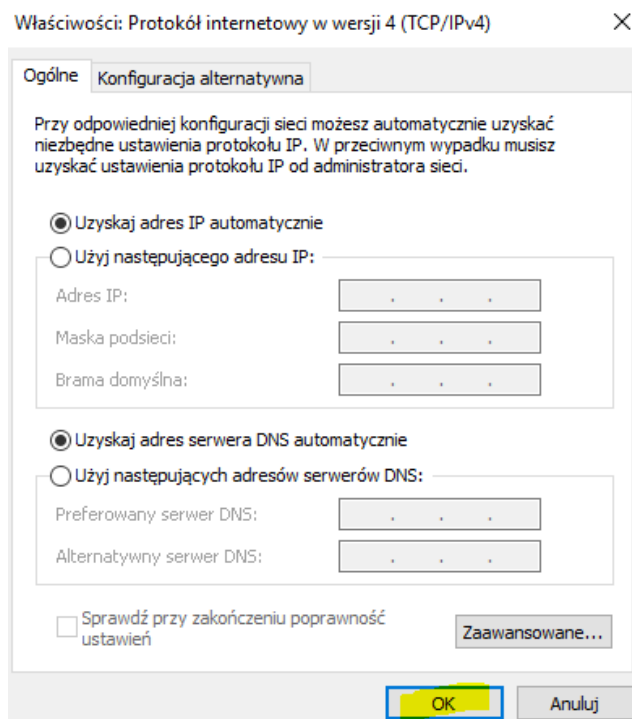 Właściwości: Protokół internetowy w wersji 4 (TCP/IPv4)
Ogólne
Konfiguracja alternatywna
Przy odpowiedniej konfiguracji sieci możesz automatycznie uzyskać
niezbędne ustawienia protokołu IP. W przeciwnym wypadku musisz
uzyskać ustawienia protokołu IP od administratora sieci.
Uzyskaj adres IP automatycznie
Użyj następującego adresu IP:
Adres IP:
Maska podsieci:
Brama domyślna:
Uzyskaj adres serwera DNS automatycznie
Użyj następujących adresów serwerów DNS:
Preferowany serwer DNS:
Alternatywny serwer DNS:
Sprawdź przy zakończeniu poprawność
ustawień
Zaawansowane...
OK
Anuluj